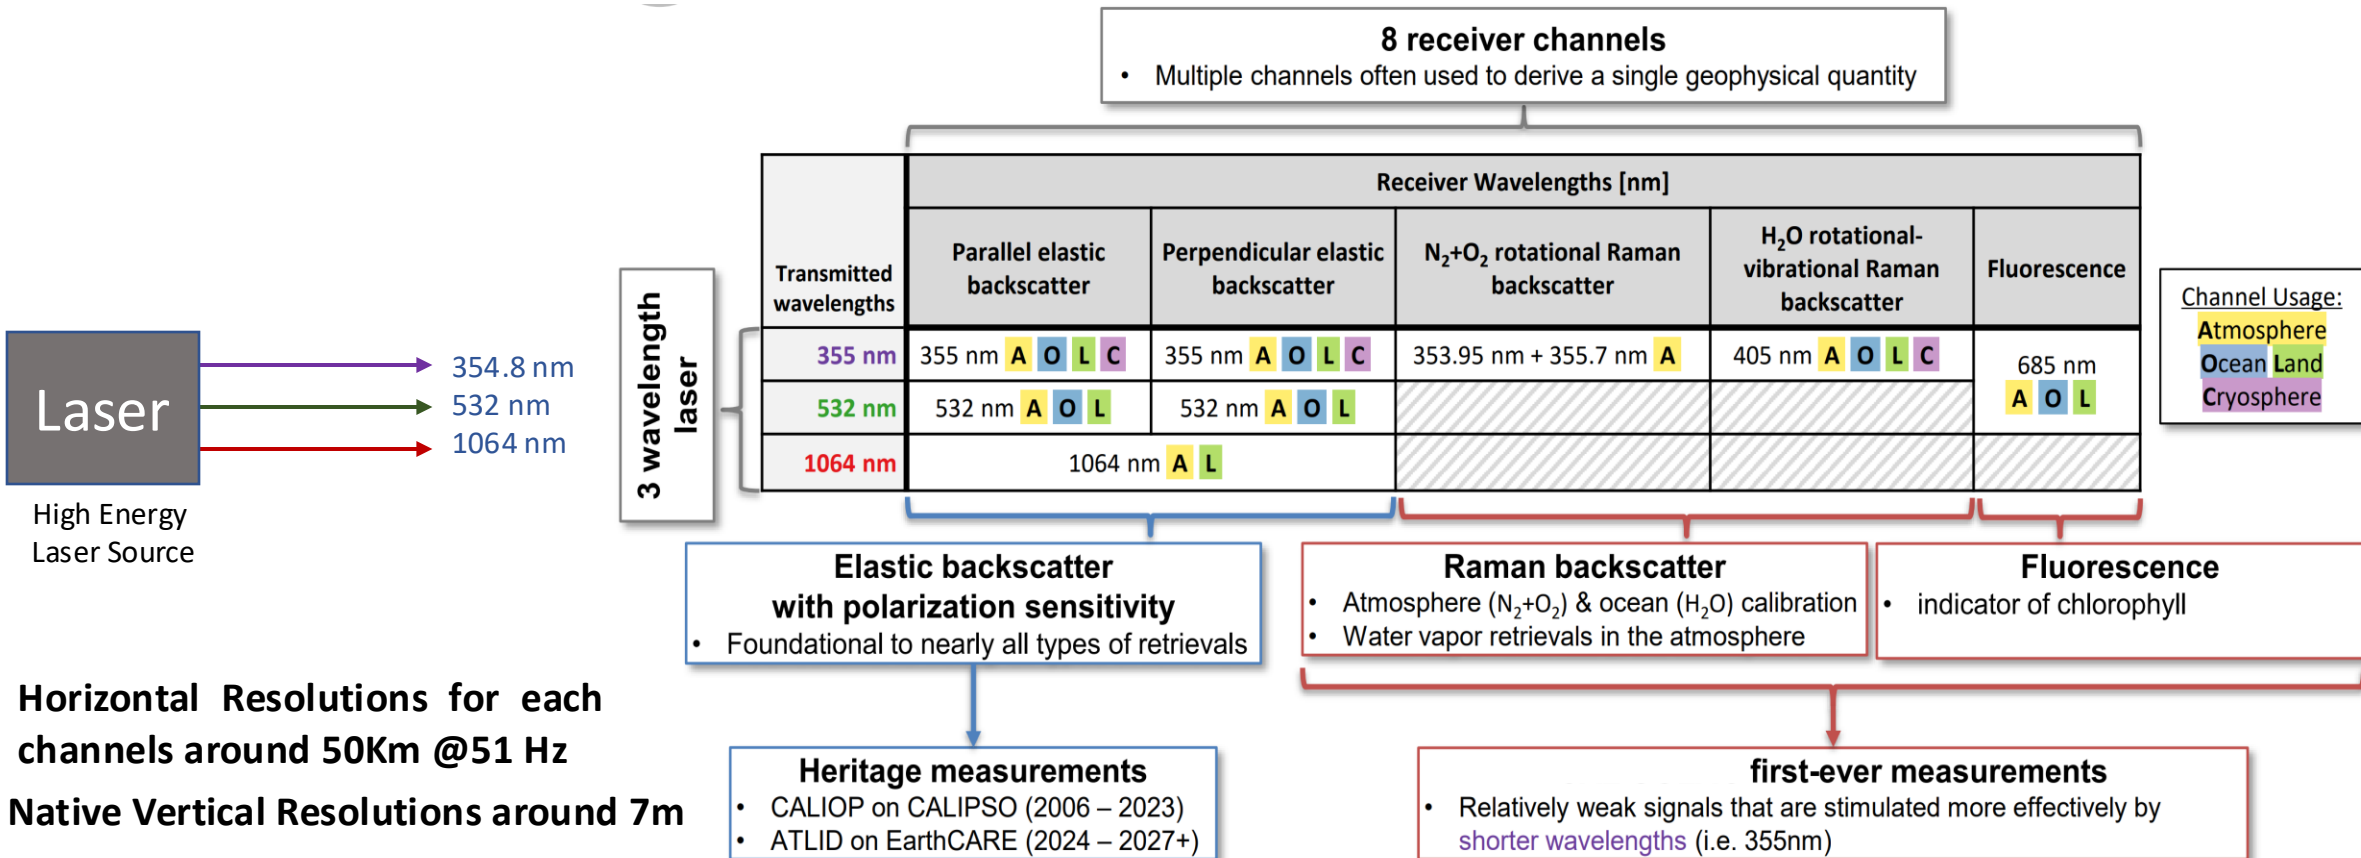 8 receiver channels
• Multiple channels often used to derive a single geophysical quantity
Receiver Wavelengths [nm]
Transmitted
wavelengths
Parallel elastic
backscatter
Perpendicular elastic
backscatter
N₂+O₂ rotational Raman
backscatter
H₂O rotational-
vibrational Raman
backscatter
Fluorescence
355 nm
355 nm A O L C
355 nm A O L C
353.95 nm + 355.7 nm A
405 nm A O L C
685 nm
A O L
532 nm
532 nm A O L
532 nm A O L
1064 nm
1064 nm A L
3 wavelength
laser
Channel Usage:
Atmosphere
Ocean Land
Cryosphere
Laser
354.8 nm
532 nm
1064 nm
High Energy
Laser Source
Elastic backscatter
with polarization sensitivity
• Foundational to nearly all types of retrievals
Raman backscatter
• Atmosphere (N₂+O₂) & ocean (H₂O) calibration
• Water vapor retrievals in the atmosphere
Fluorescence
• indicator of chlorophyll
Horizontal Resolutions for each
channels around 50Km @51 Hz
Native Vertical Resolutions around 7m
Heritage measurements
• CALIOP on CALIPSO (2006 – 2023)
• ATLID on EarthCARE (2024 – 2027+)
first-ever measurements
• Relatively weak signals that are stimulated more effectively by
shorter wavelengths (i.e. 355nm)